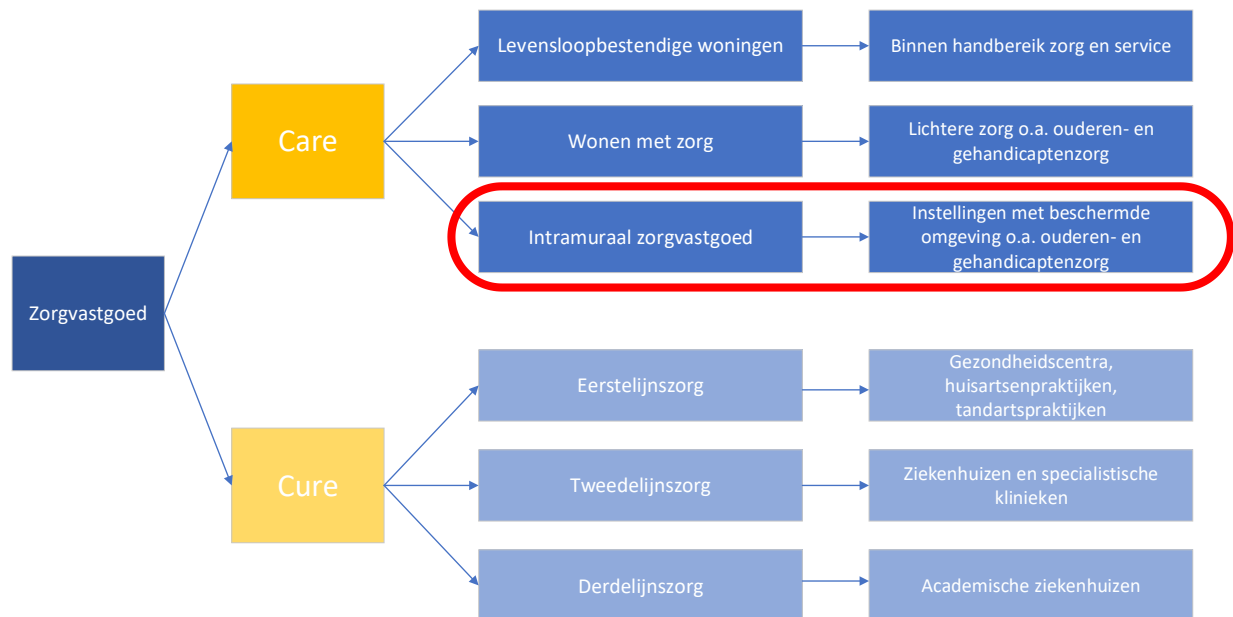 Zorgvastgoed
Care
Levensloopbestendige woningen
Binnen handbereik zorg en service
Wonen met zorg
Lichtere zorg o.a. ouderen- en
gehandicaptenzorg
Intramuraal zorgvastgoed
Instellingen met beschermde
omgeving o.a. ouderen- en
gehandicaptenzorg
Cure
Eerstelijnszorg
Gezondheidscentra,
huisartsenpraktijken,
tandartspraktijken
Tweedelijnszorg
Ziekenhuizen en specialistische
klinieken
Derdelijnszorg
Academische ziekenhuizen